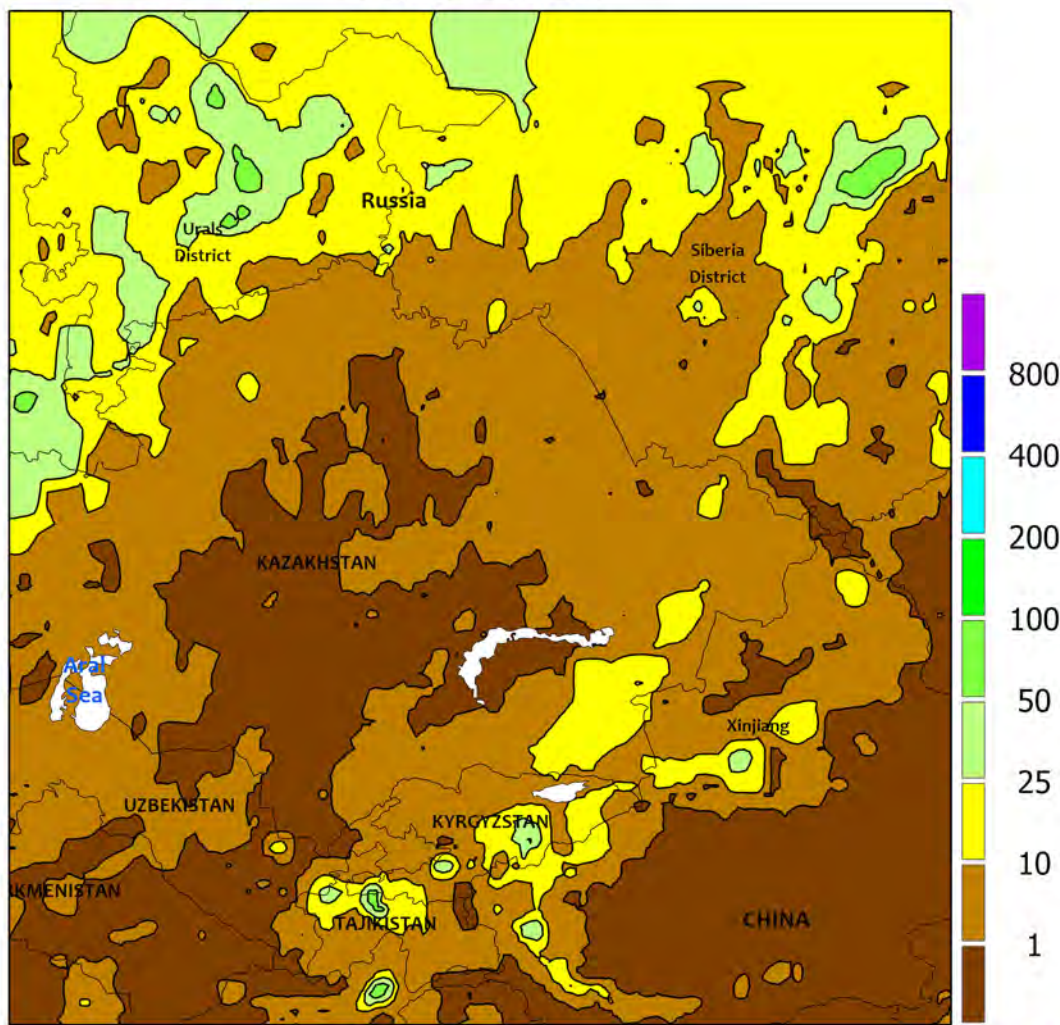 Russia
Urals
District
Siberia
District
KAZAKHSTAN
Aral
Sea
Xinjiang
UZBEKISTAN
KYRGYZSTAN
RKMENISTAN
TAJIKISTAN
CHINA
800
400
200
100
50
25
10
1